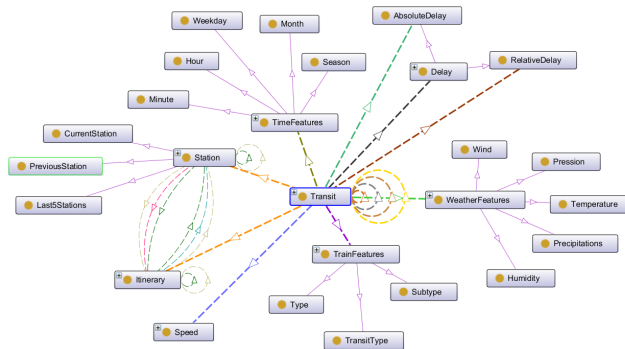 Weekday
Month
AbsoluteDelay
Hour
Season
RelativeDelay
Delay
Minute
TimeFeatures
CurrentStation
Station
Wind
PreviousStation
Pression
Last5Stations
Transit
WeatherFeatures
Temperature
Precipitations
TrainFeatures
Itinerary
Humidity
Subtype
Type
Speed
TransitType